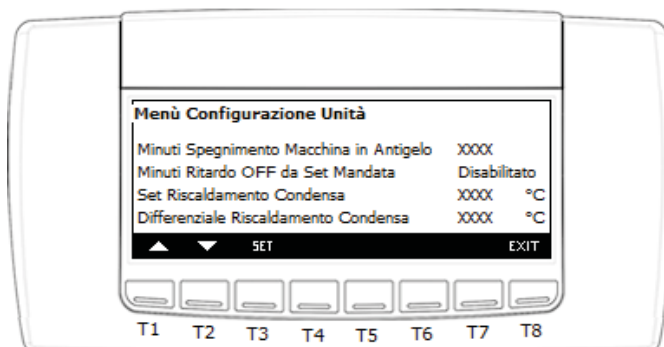 Menù Configurazione Unità
Minuti Spegnimento Macchina in Antigelo XXXX
Minuti Ritardo OFF da Set Mandata Disabilitato
Set Riscaldamento Condensa XXXX °C
Differenziale Riscaldamento Condensa XXXX °C
SET EXIT
T1 T2 T3 T4 T5 T6 T7 T8